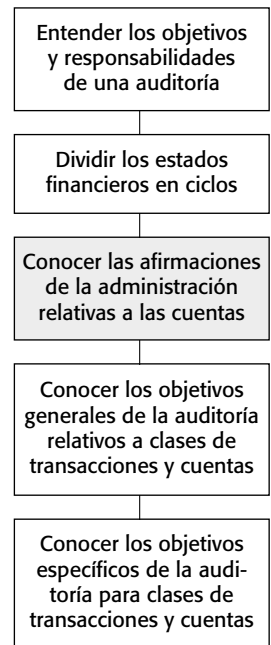 Entender los objetivos
y responsabilidades
de una auditoría
Dividir los estados
financieros en ciclos
Conocer las afirmaciones
de la administración
relativas a las cuentas
Conocer los objetivos
generales de la auditoría
relativos a clases de
transacciones y cuentas
Conocer los objetivos
específicos de la audi-
toría para clases de
transacciones y cuentas